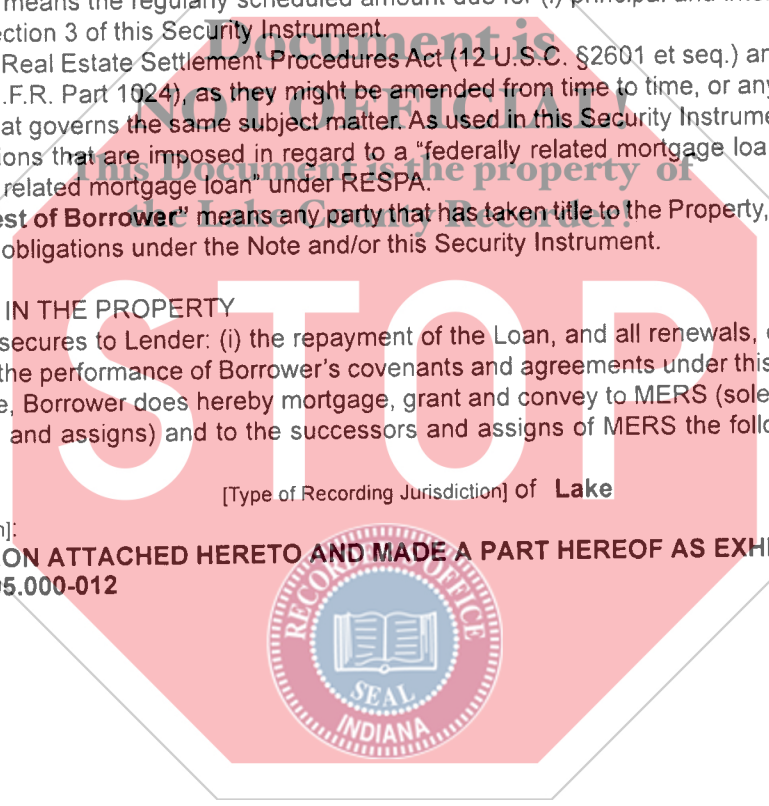 means the regularly scheduled amount due for (i) principal and
ection 3 of this Security Instrument.
Real Estate Settlement Procedures Act (12 U.S.C. §2601 et seq.)
.F.R. Part 1024), as they might be amended from time to time, or any
at governs the same subject matter. As used in this Security Instrume
ions that are imposed in regard to a “federally related mortgage loa
related mortgage loan” under RESPA.
est of Borrower” means any party that has taken title to the Property,
obligations under the Note and/or this Security Instrument.
IN THE PROPERTY
secures to Lender: (i) the repayment of the Loan, and all renewals,
the performance of Borrower's covenants and agreements under this
e, Borrower does hereby mortgage, grant and convey to MERS (sole
and assigns) and to the successors and assigns of MERS the follo
[Type of Recording Jurisdiction] of Lake
n]:
ON ATTACHED HERETO AND MADE A PART HEREOF AS EXHI
5.000-012
Document is
NOT OFFICIAL!
This Document is the property of
the Lake County Recorder!
STOP
RECORDER'S OFFICE
SEAL
INDIANA